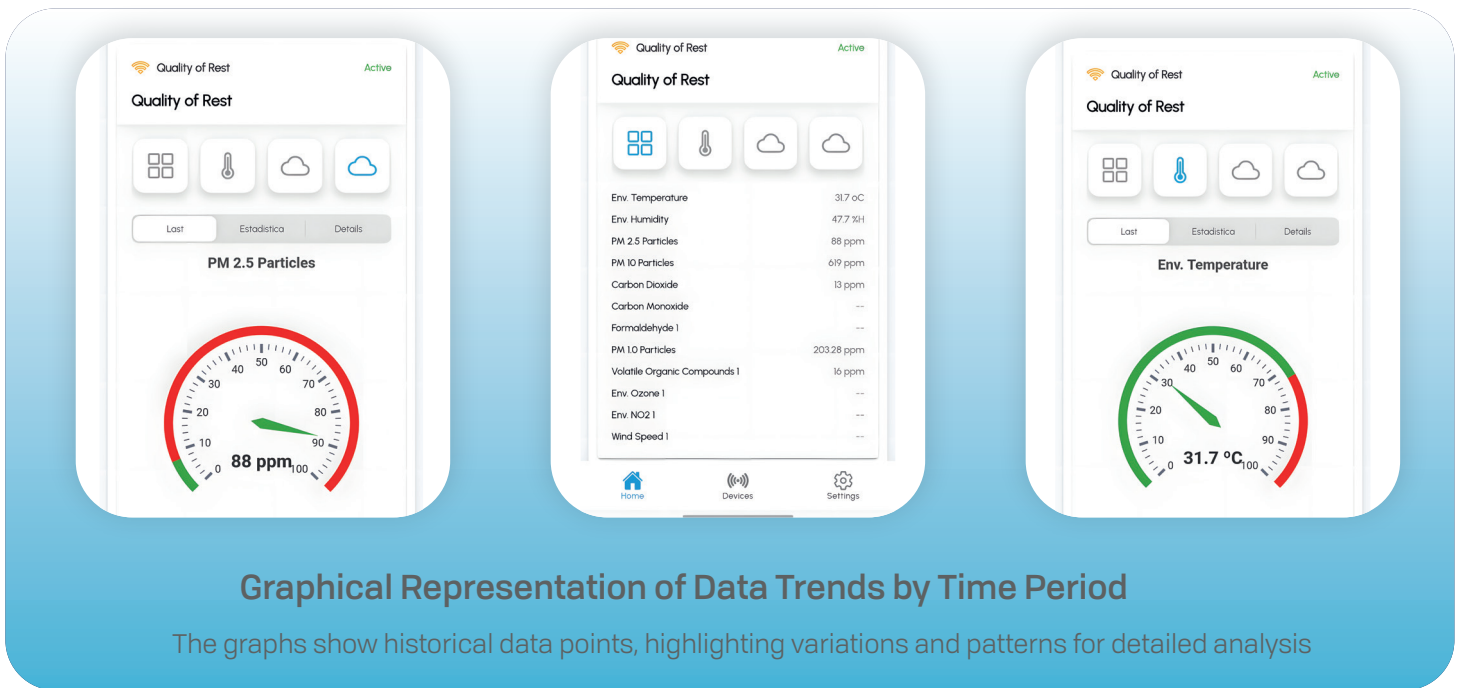 Quality of Rest Active
Quality of Rest
Last Estadistica Details
PM 2.5 Particles
0 10 20 30 40 50 60 70 80 90 100
88 ppm
Quality of Rest Active
Quality of Rest
Env. Temperature 31.7 oC
Env. Humidity 47.7 %H
PM 2.5 Particles 88 ppm
PM 10 Particles 619 ppm
Carbon Dioxide 13 ppm
Carbon Monoxide --
Formaldehyde 1 --
PM 1.0 Particles 203.28 ppm
Volatile Organic Compounds 1 16 ppm
Env. Ozone 1 --
Env. NO2 1 --
Wind Speed 1 --
Home Devices Settings
Quality of Rest Active
Quality of Rest
Last Estadistica Details
Env. Temperature
0 10 20 30 40 50 60 70 80 90 100
31.7 ºC
Graphical Representation of Data Trends by Time Period
The graphs show historical data points, highlighting variations and patterns for detailed analysis